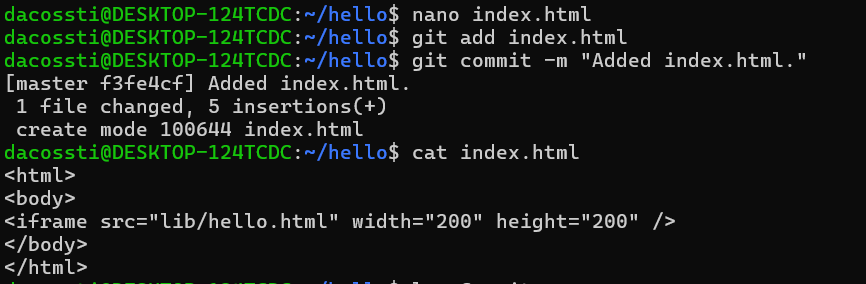 dacossti@DESKTOP-124TCDC:~/hello$ nano index.html
dacossti@DESKTOP-124TCDC:~/hello$ git add index.html
dacossti@DESKTOP-124TCDC:~/hello$ git commit -m "Added index.html."
[master f3fe4cf] Added index.html.
 1 file changed, 5 insertions(+)
 create mode 100644 index.html
dacossti@DESKTOP-124TCDC:~/hello$ cat index.html
<html>
<body>
<iframe src="lib/hello.html" width="200" height="200" />
</body>
</html>